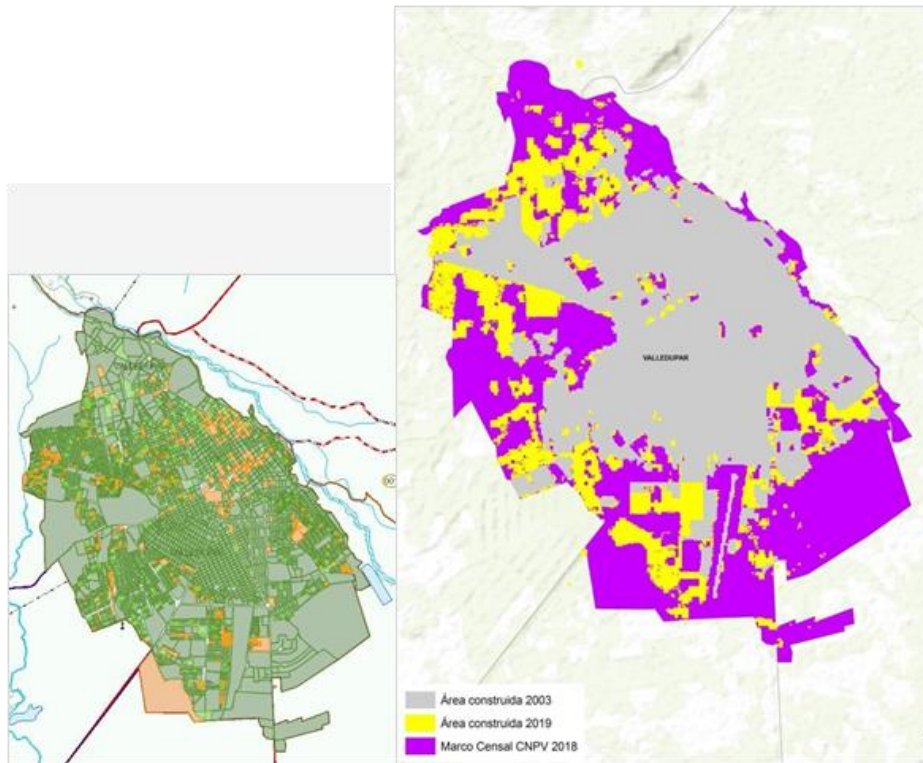 VALLEDUPAR
Área construida 2003
Área construida 2019
Marco Censal CNPV 2018